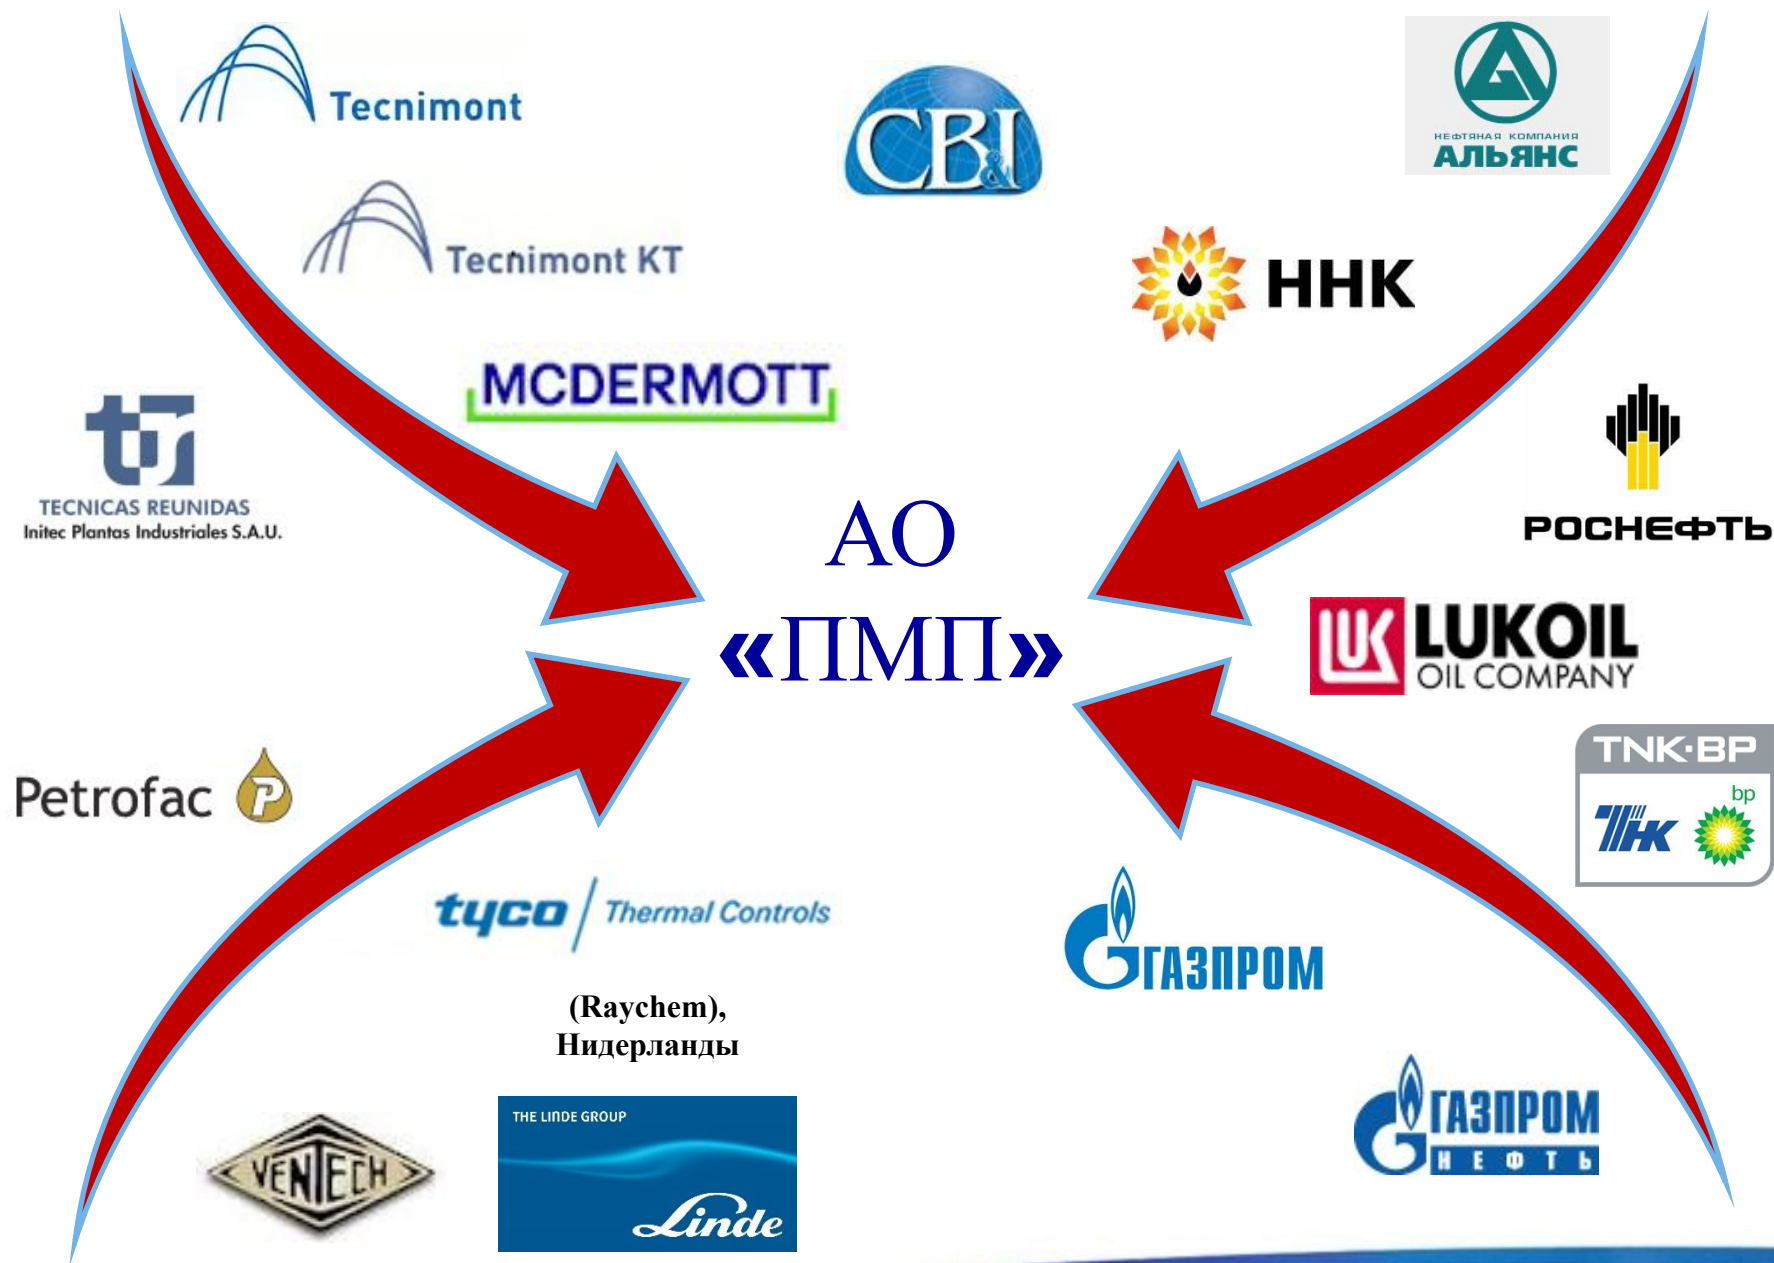 Tecnimont
CB&I
НЕФТЯНАЯ КОМПАНИЯ
АЛЬЯНС
Tecnimont KT
ННК
MCDERMOTT
tr
TECNICAS REUNIDAS
Initec Plantas Industriales S.A.U.
РОСНЕФТЬ
АО
«ПМП»
LUK
LUKOIL
OIL COMPANY
TNK·BP
bp
ТНК
Petrofac
P
tyco / Thermal Controls
(Raychem),
Нидерланды
ГАЗПРОМ
ГАЗПРОМ
НЕФТЬ
VENTECH
THE LINDE GROUP
Linde